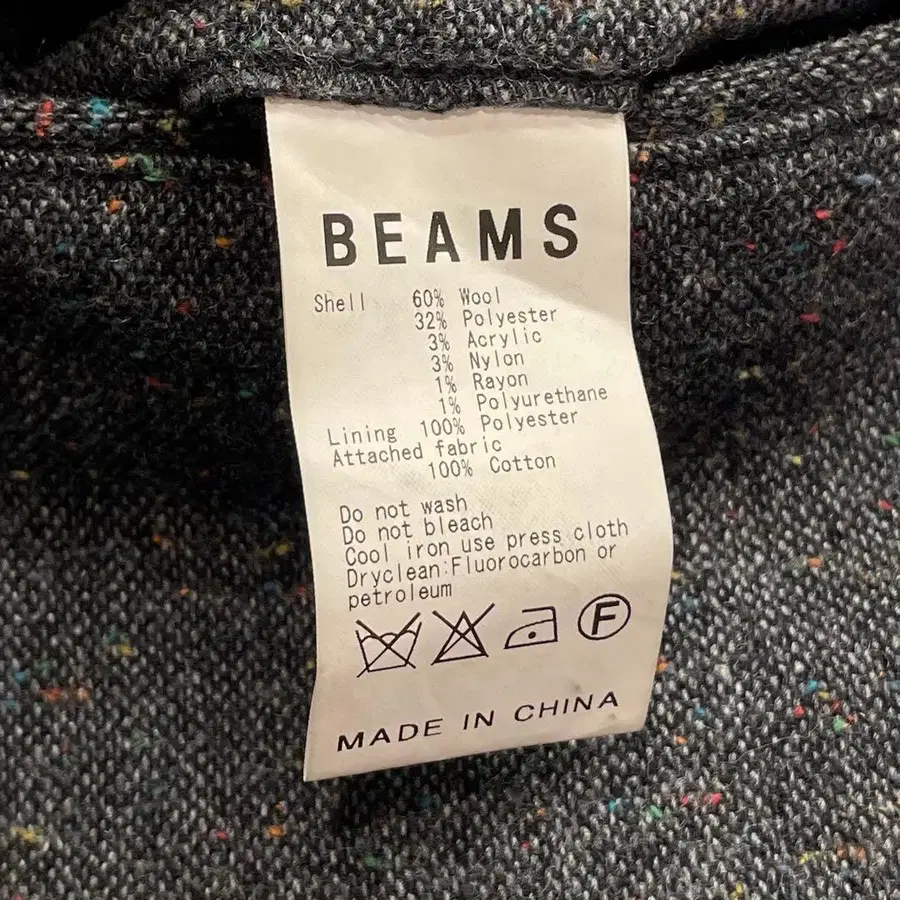 BEAMS
Shell 60% Wool
32% Polyester
3% Acrylic
3% Nylon
1% Rayon
1% Polyurethane
Lining 100% Polyester
Attached fabric
100% Cotton
Do not wash
Do not bleach
Cool iron use press cloth
Dryclean:Fluorocarbon or
petroleum
F
MADE IN CHINA